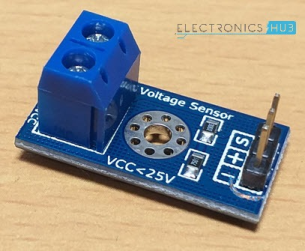 ELECTRONICS HUB
Voltage Sensor
S
+
-
VCC<25V